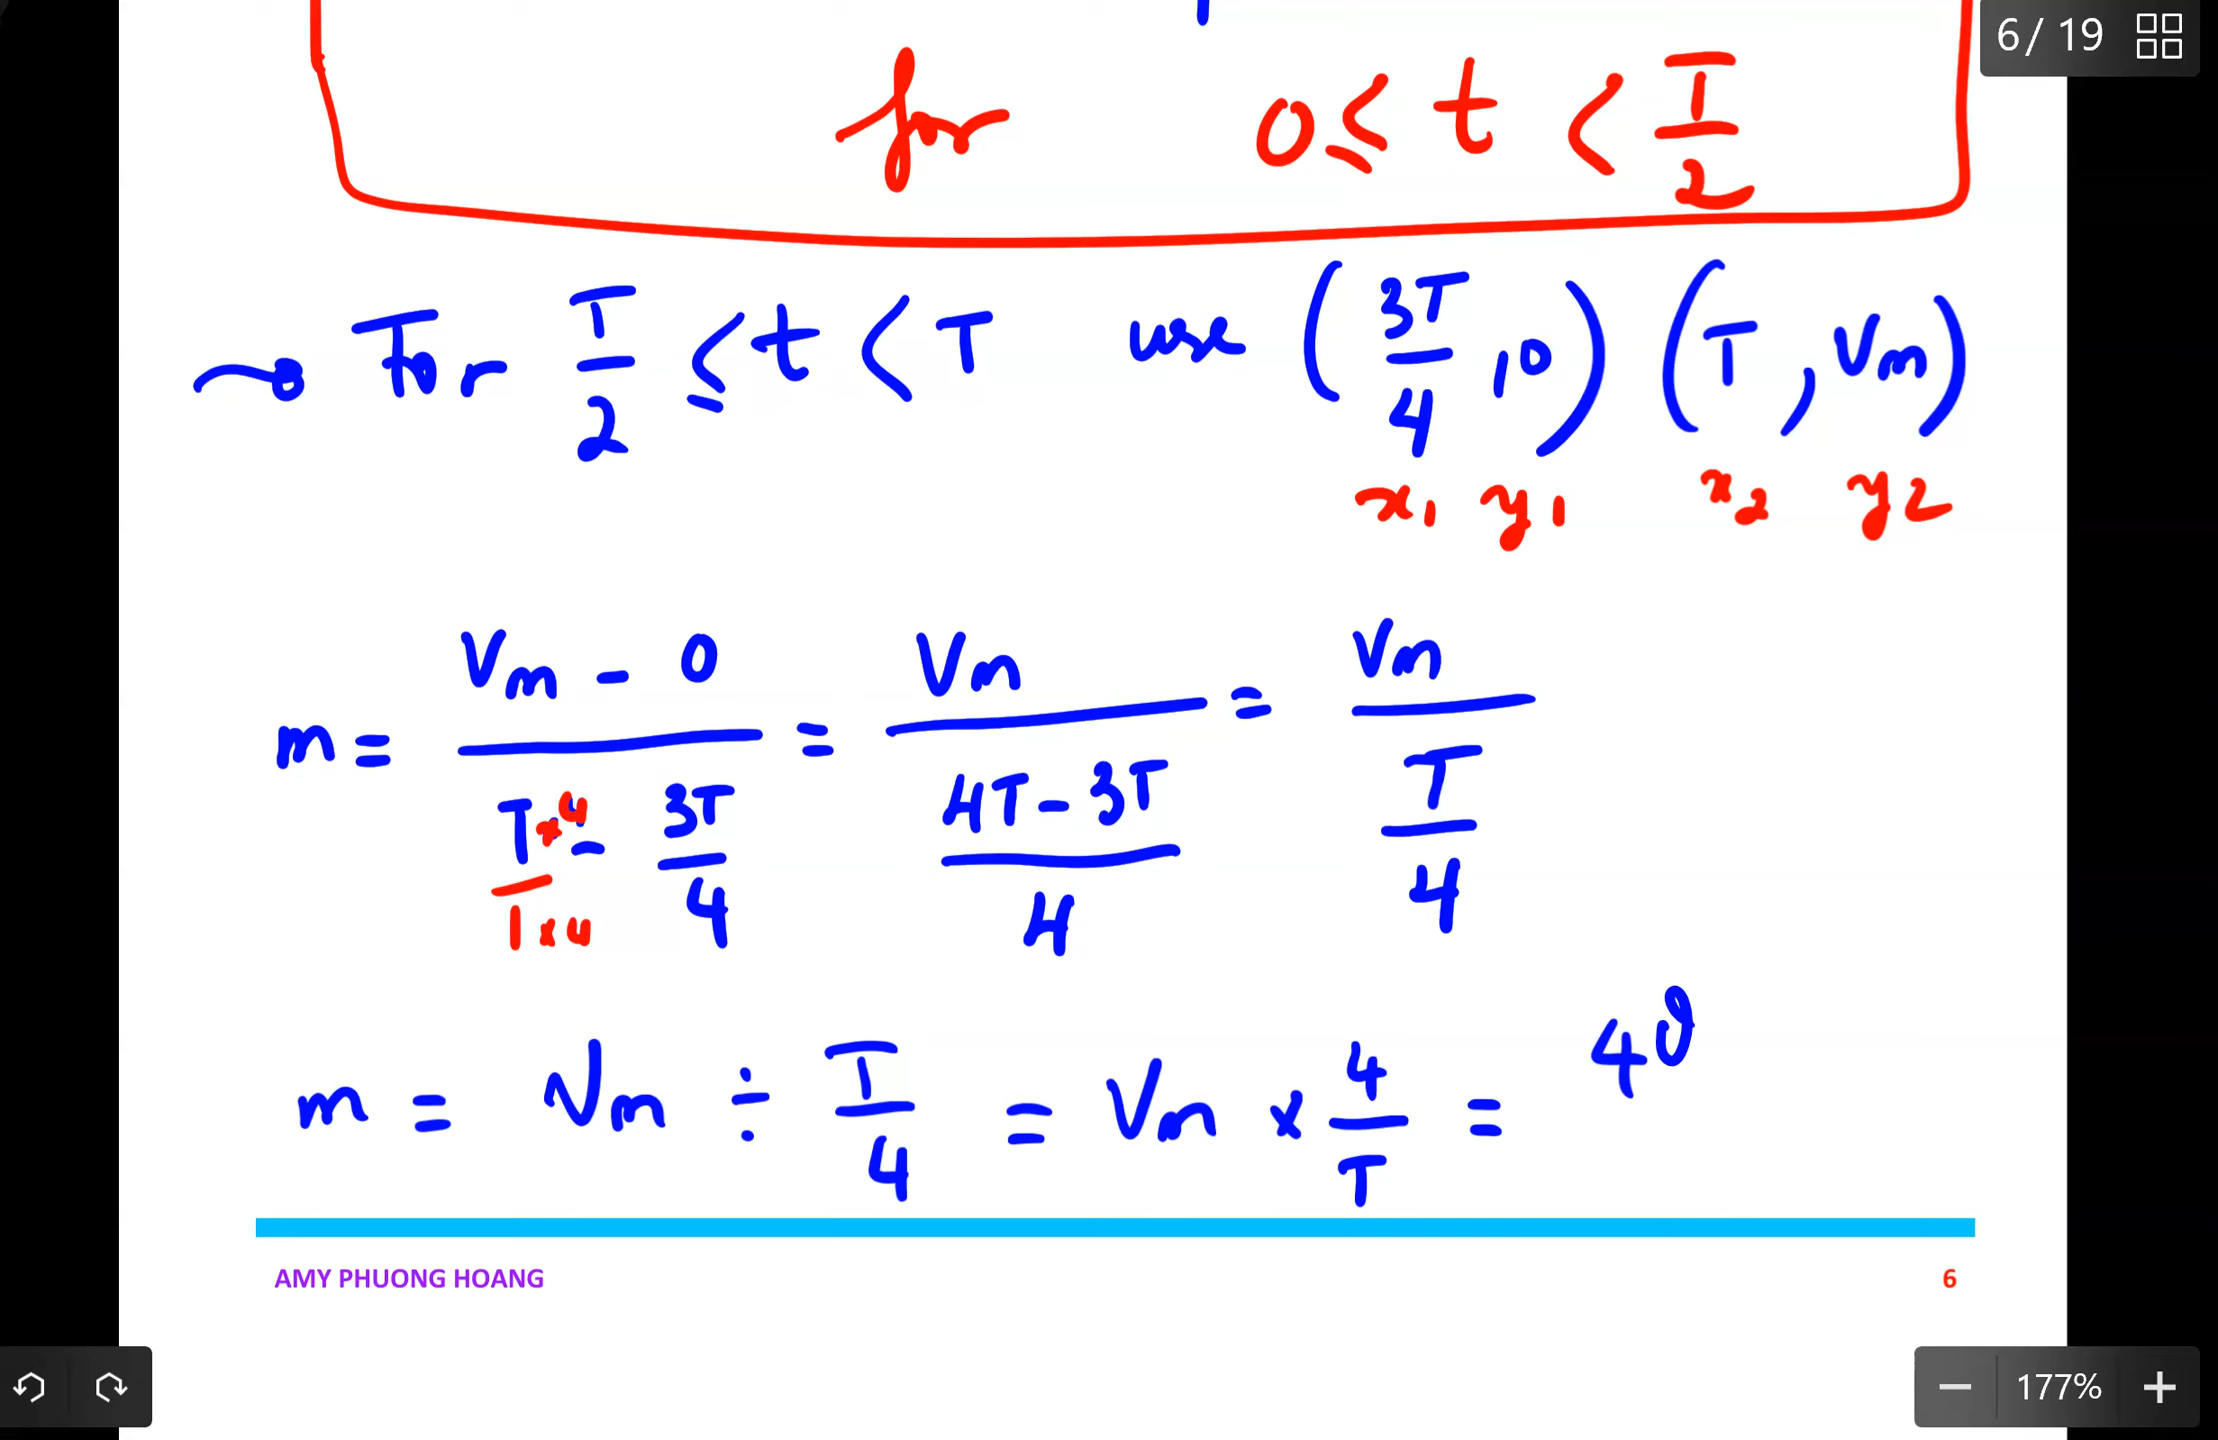 6 / 19
for 0 ≤ t < T/2
For T/2 ≤ t < T use (3T/4, 0) (T, Vm)
x1 y1 x2 y2
m = (Vm - 0)/((T×4)/(1×4) - 3T/4) = Vm/((4T - 3T)/4) = Vm/(T/4)
m = Vm ÷ T/4 = Vm × 4/T = 4
AMY PHUONG HOANG 6
177%